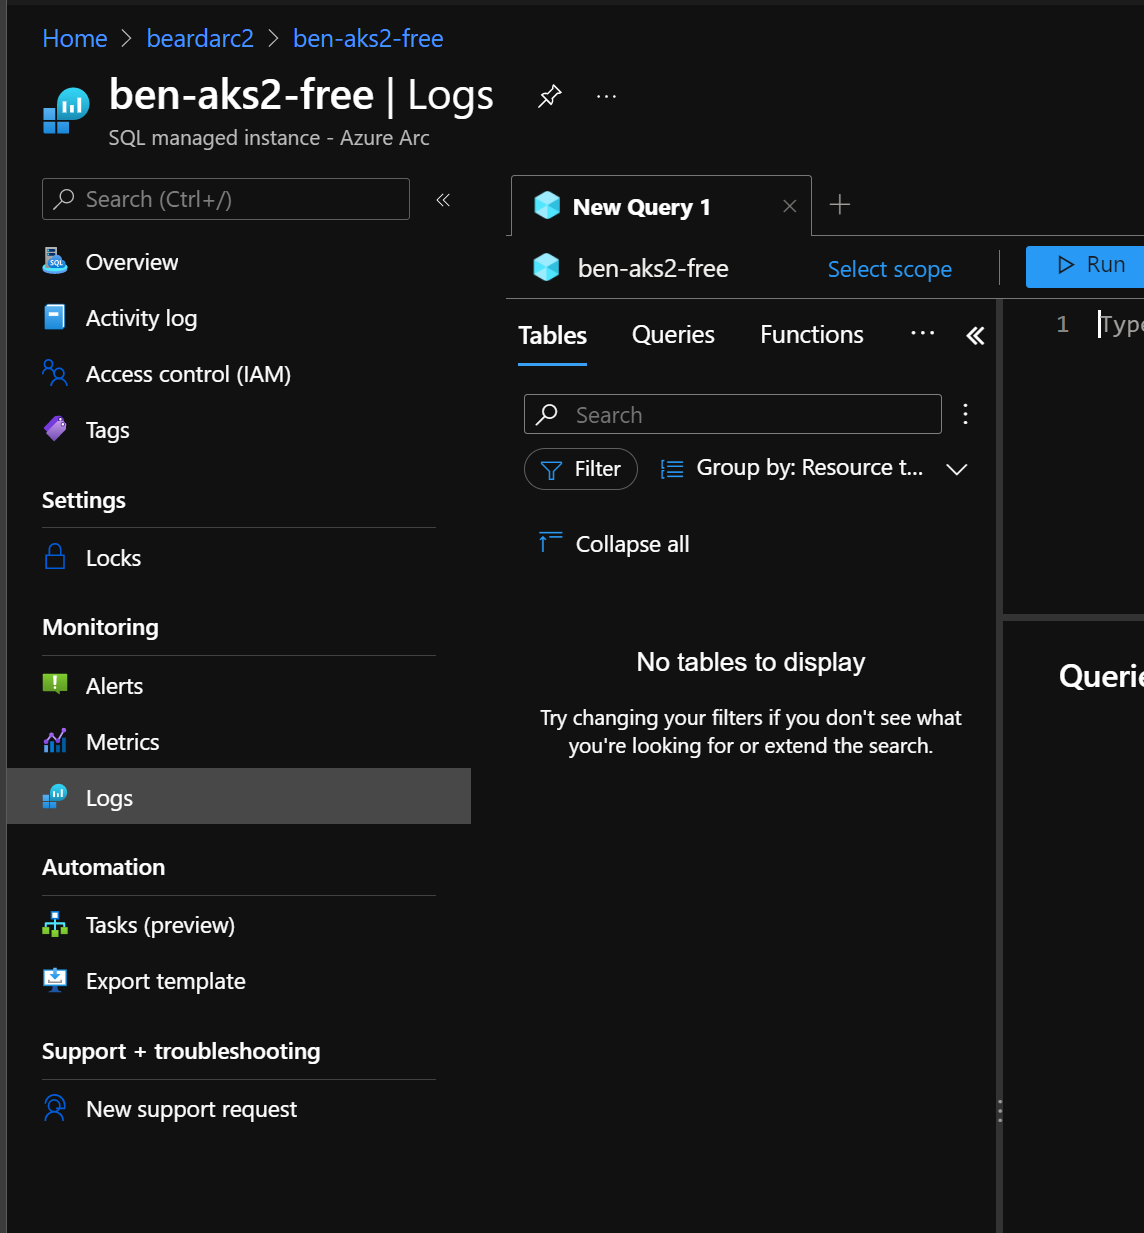 Home > beardarc2 > ben-aks2-free
ben-aks2-free | Logs
SQL managed instance - Azure Arc
Search (Ctrl+/)
Overview
Activity log
Access control (IAM)
Tags
Settings
Locks
Monitoring
Alerts
Metrics
Logs
Automation
Tasks (preview)
Export template
Support + troubleshooting
New support request
New Query 1
ben-aks2-free
Select scope
Run
Tables
Queries
Functions
Search
Filter
Group by: Resource t...
Collapse all
No tables to display
Try changing your filters if you don't see what
you're looking for or extend the search.
1
Type
Querie